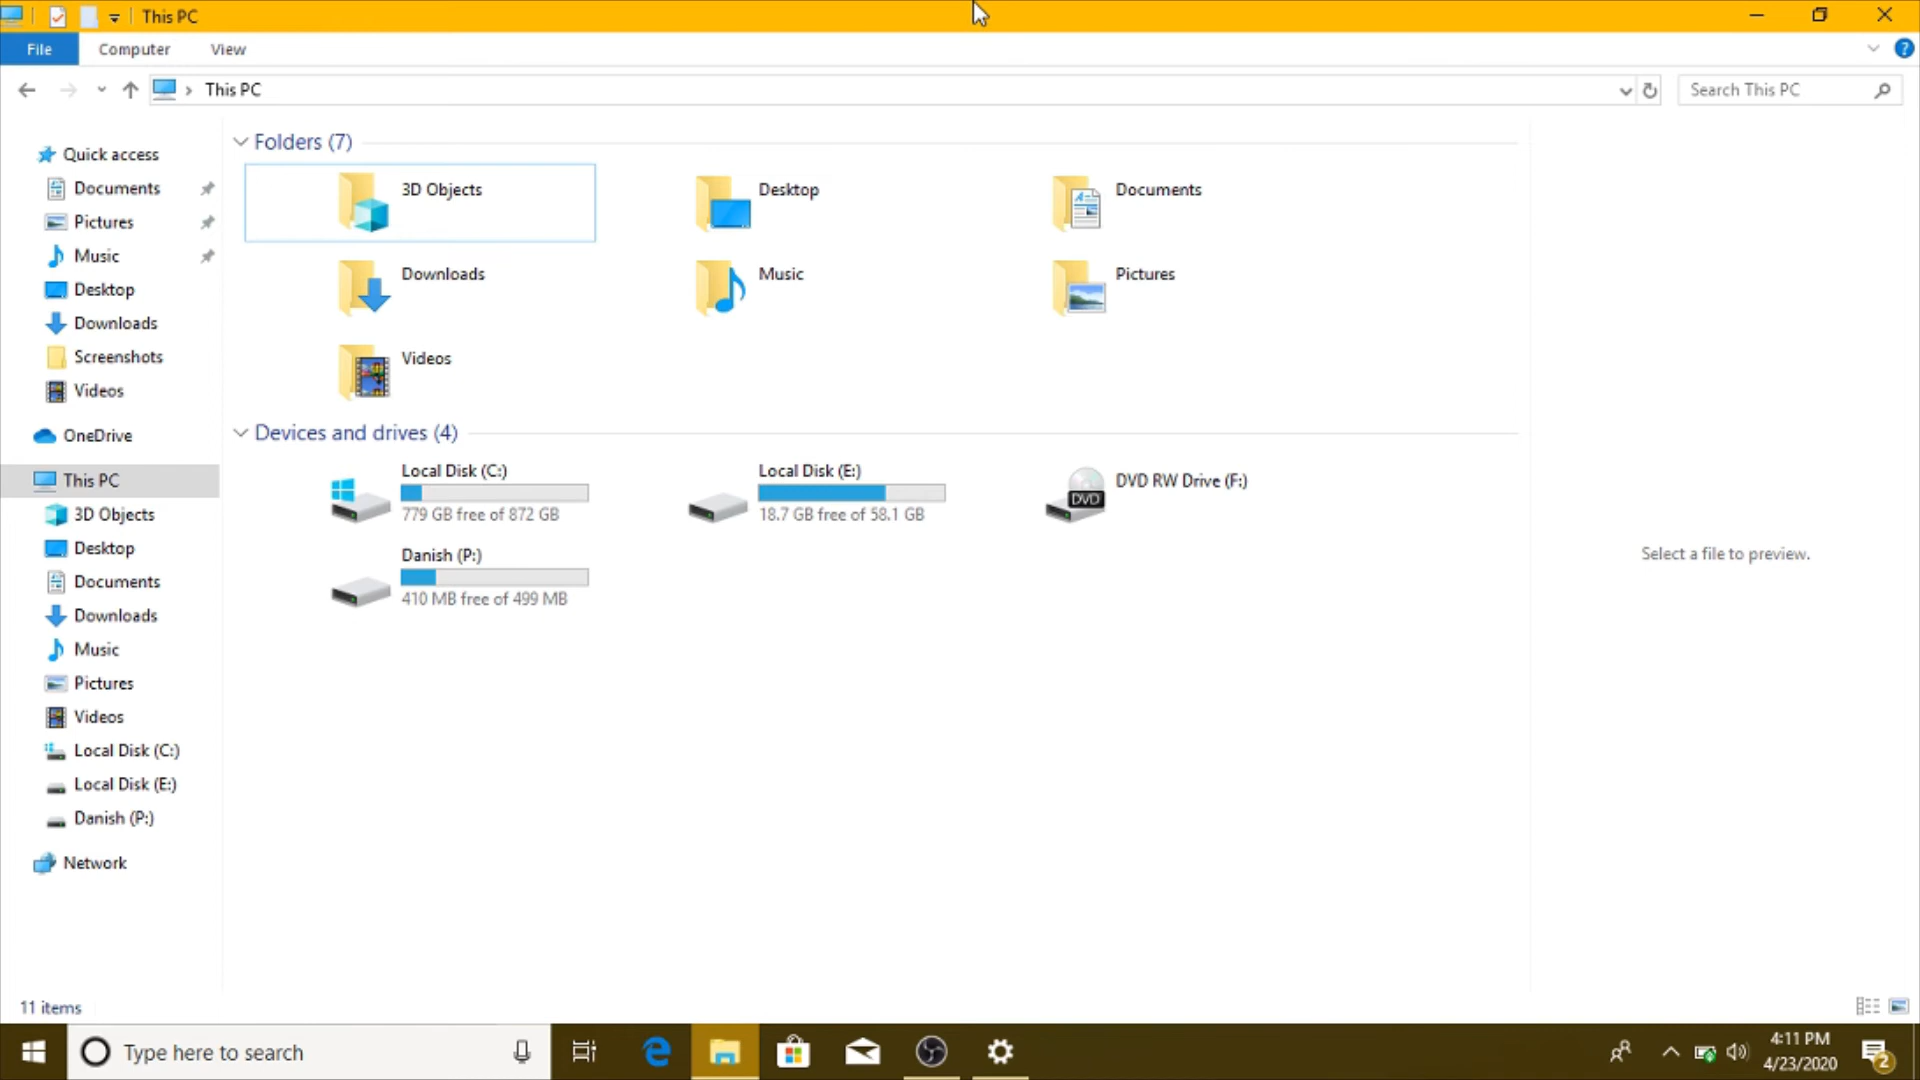 This PC
File Computer View
This PC
Search This PC
Quick access
Documents
Pictures
Music
Desktop
Downloads
Screenshots
Videos
OneDrive
This PC
3D Objects
Desktop
Documents
Downloads
Music
Pictures
Videos
Local Disk (C:)
Local Disk (E:)
Danish (P:)
Network
Folders (7)
3D Objects
Desktop
Documents
Downloads
Music
Pictures
Videos
Devices and drives (4)
Local Disk (C:)
779 GB free of 872 GB
Local Disk (E:)
18.7 GB free of 58.1 GB
DVD RW Drive (F:)
DVD
Danish (P:)
410 MB free of 499 MB
Select a file to preview.
11 items
Type here to search
4:11 PM
4/23/2020
2